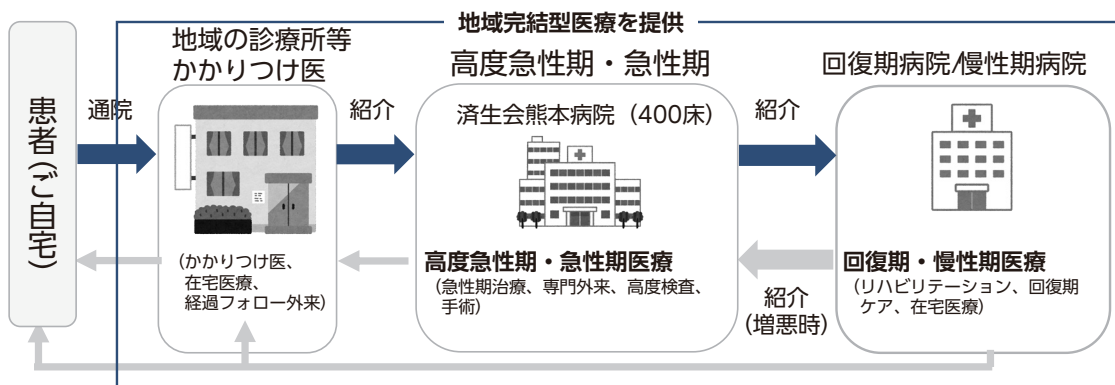 地域完結型医療を提供
患者(ご自宅)
通院
地域の診療所等
かかりつけ医
(かかりつけ医、
在宅医療、
経過フォロー外来)
紹介
高度急性期・急性期
済生会熊本病院（400床）
高度急性期・急性期医療
(急性期治療、専門外来、高度検査、
手術)
紹介
紹介
(増悪時)
回復期病院/慢性期病院
回復期・慢性期医療
(リハビリテーション、回復期
ケア、在宅医療)